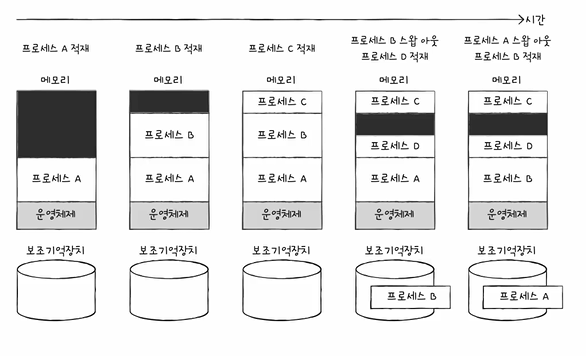 시간
프로세스 A 적재
프로세스 B 적재
프로세스 C 적재
프로세스 B 스왑 아웃
프로세스 D 적재
프로세스 A 스왑 아웃
프로세스 B 적재
메모리
메모리
메모리
메모리
메모리
프로세스 A
운영체제
프로세스 B
프로세스 A
운영체제
프로세스 C
프로세스 B
프로세스 A
운영체제
프로세스 C
프로세스 D
프로세스 A
운영체제
프로세스 C
프로세스 D
프로세스 B
운영체제
보조기억장치
보조기억장치
보조기억장치
보조기억장치
보조기억장치
프로세스 B
프로세스 A